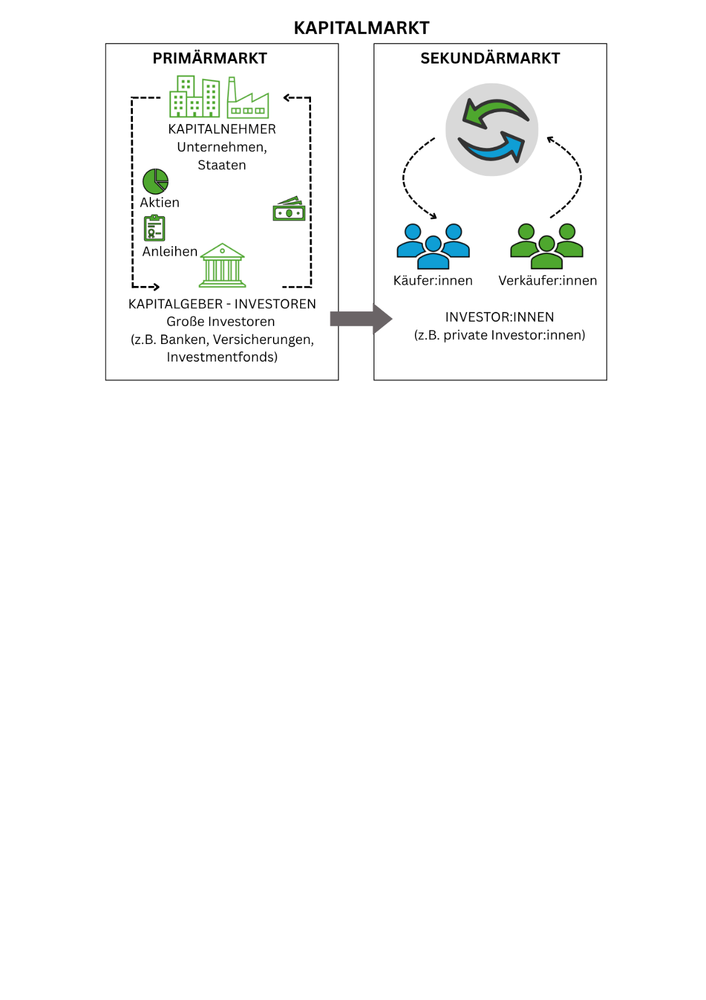 KAPITALMARKT
PRIMÄRMARKT
KAPITALNEHMER
Unternehmen,
Staaten
Aktien
Anleihen
KAPITALGEBER - INVESTOREN
Große Investoren
(z.B. Banken, Versicherungen,
Investmentfonds)
SEKUNDÄRMARKT
Käufer:innen
Verkäufer:innen
INVESTOR:INNEN
(z.B. private Investor:innen)